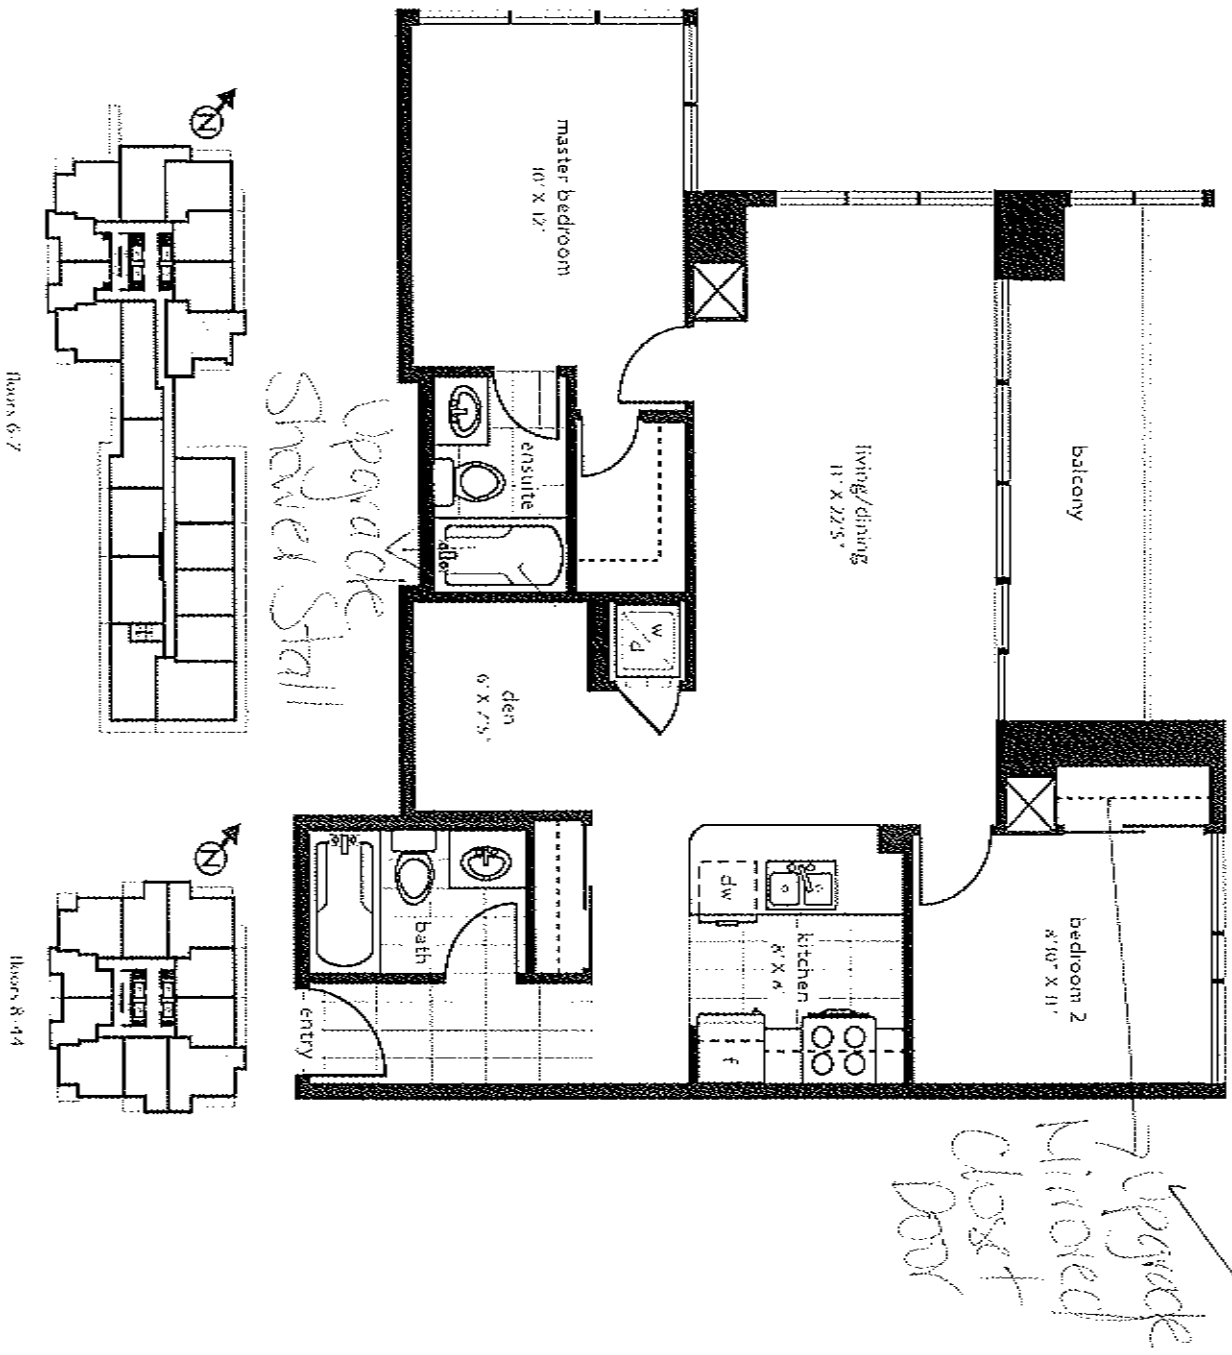 master bedroom
10' X 12'
ensuite
w/d
den
6' X 7'5"
living/dining
11' X 22'5"
balcony
bath
entry
dw
kitchen
8' X 8'
f
bedroom 2
8'10" X 11'
Upgrade
Shower Stall
Upgrade
Mirrored
Closet
Door
N
floors 6-7
N
floors 8-44